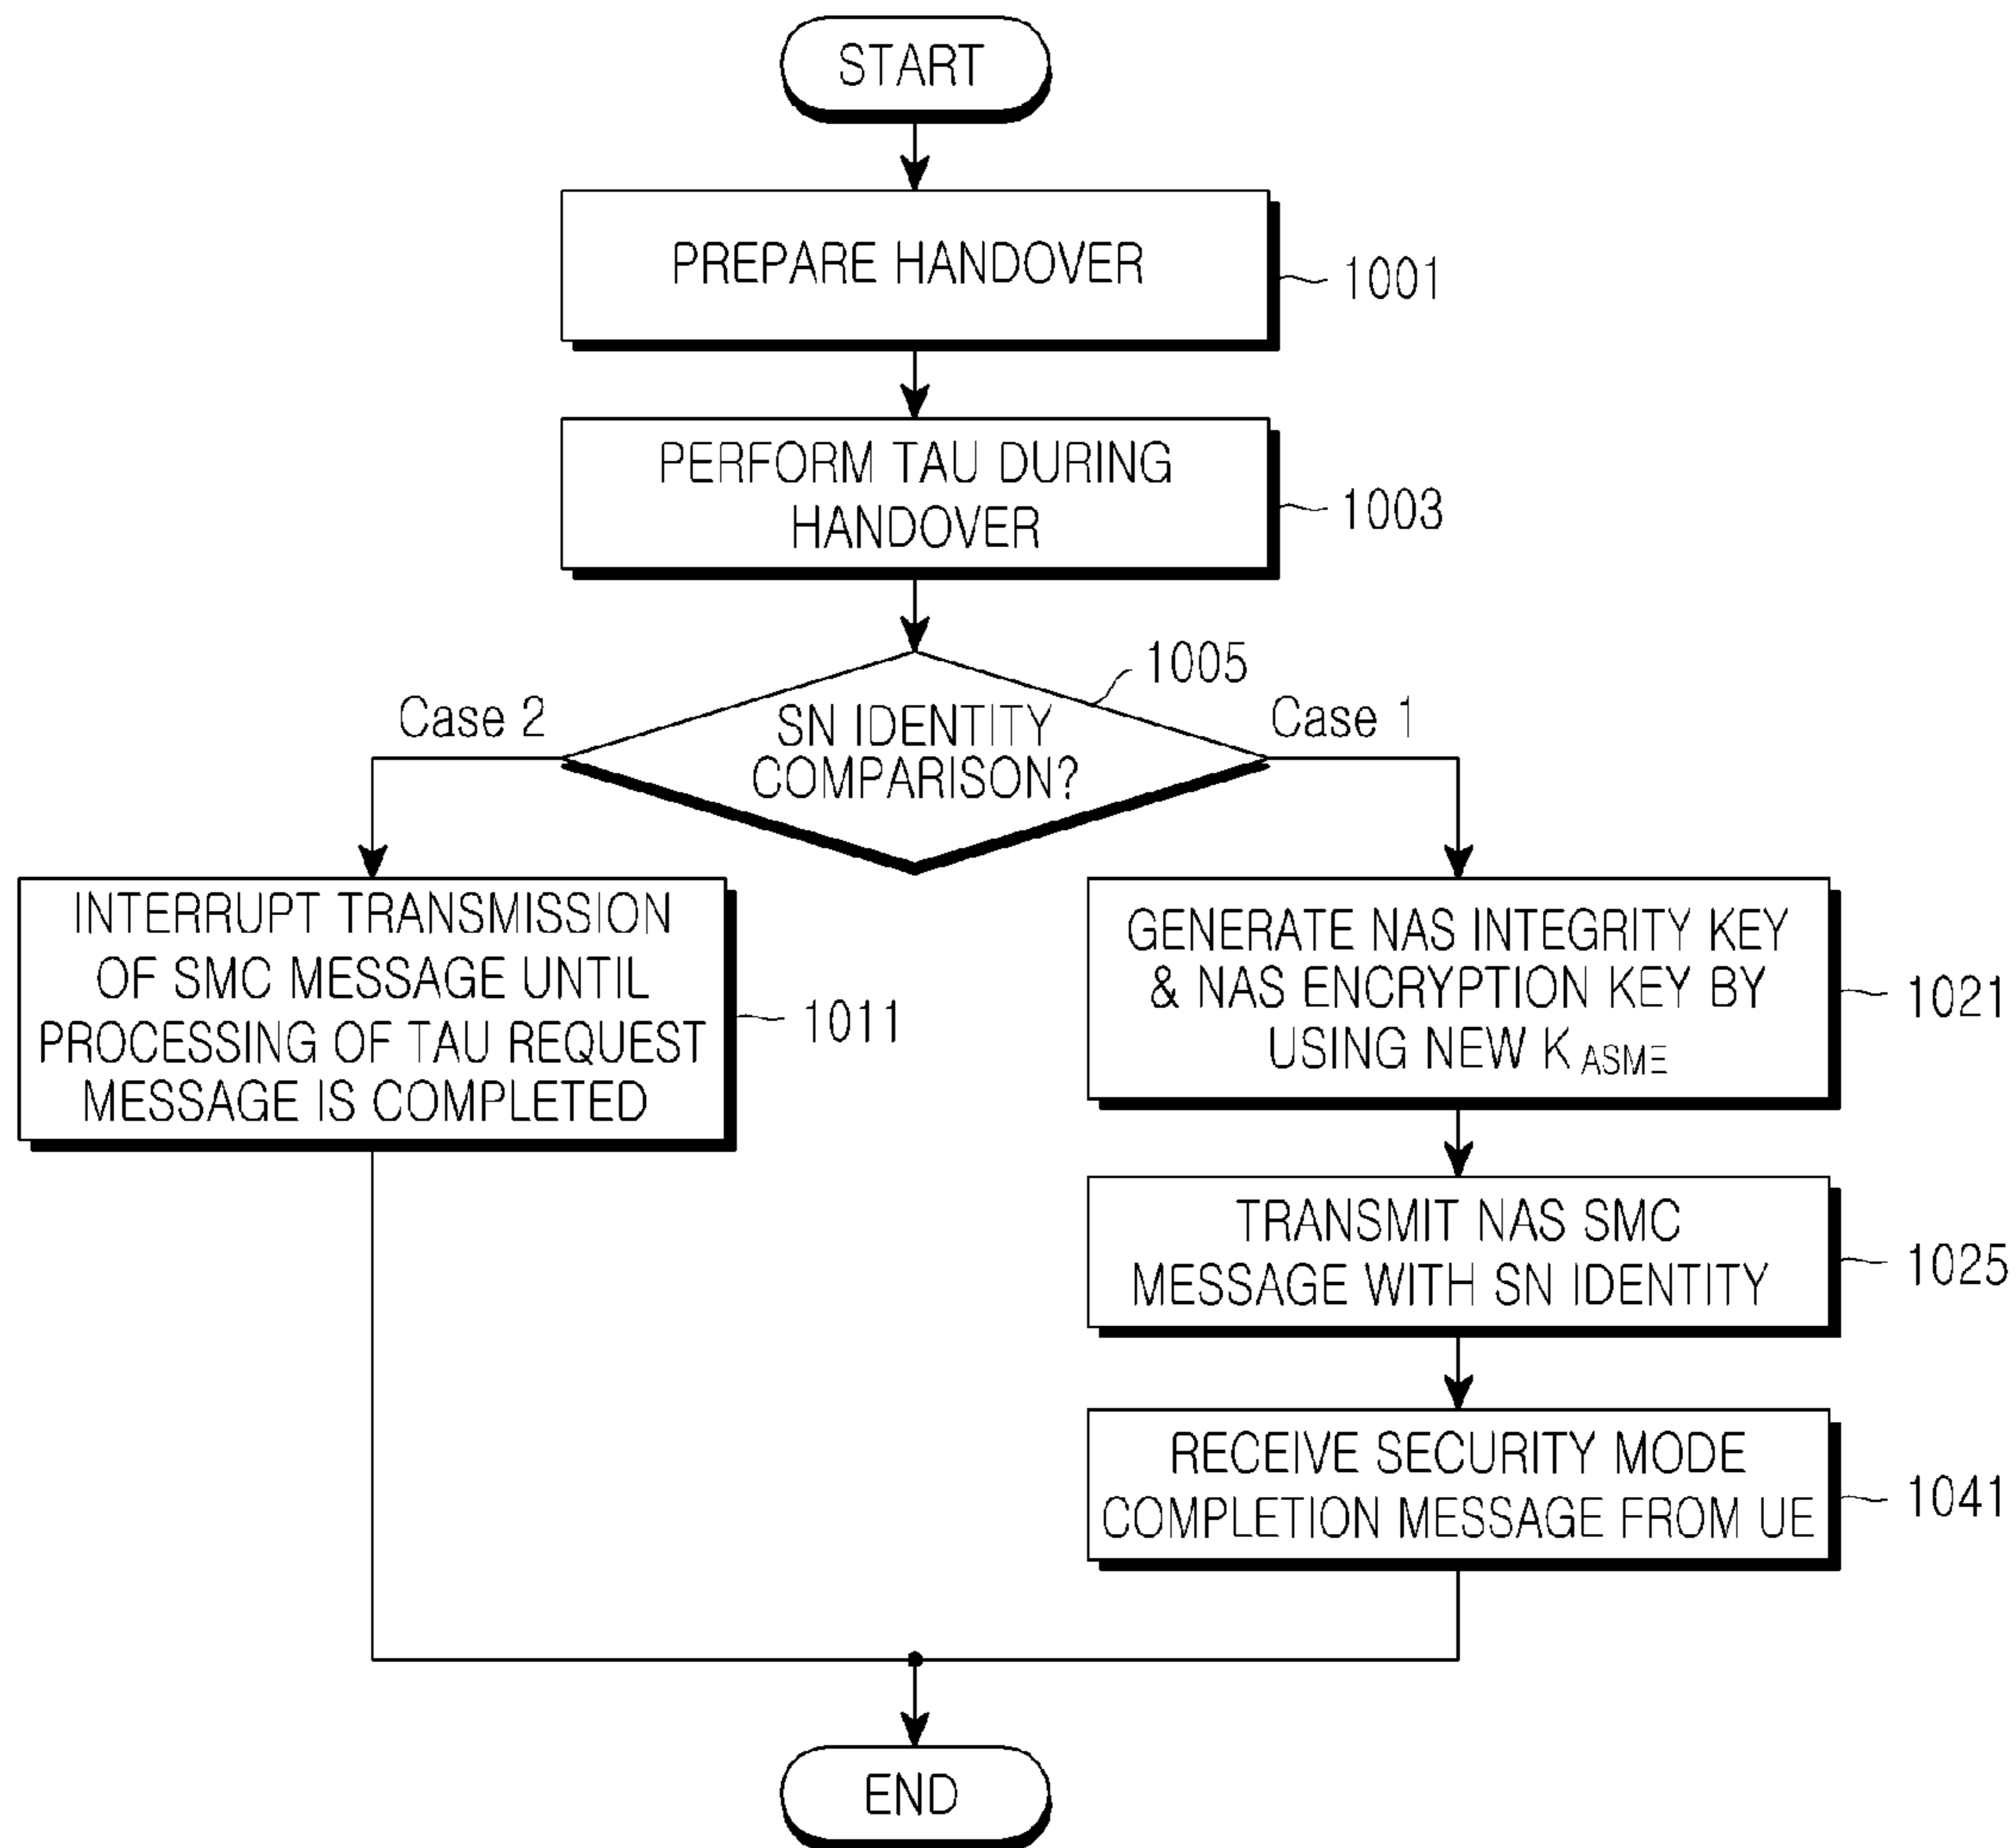 START
PREPARE HANDOVER
1001
PERFORM TAU DURING
HANDOVER
1003
1005
SN IDENTITY
COMPARISON?
Case 2
Case 1
INTERRUPT TRANSMISSION
OF SMC MESSAGE UNTIL
PROCESSING OF TAU REQUEST
MESSAGE IS COMPLETED
1011
GENERATE NAS INTEGRITY KEY
& NAS ENCRYPTION KEY BY
USING NEW K ASME
1021
TRANSMIT NAS SMC
MESSAGE WITH SN IDENTITY
1025
RECEIVE SECURITY MODE
COMPLETION MESSAGE FROM UE
1041
END